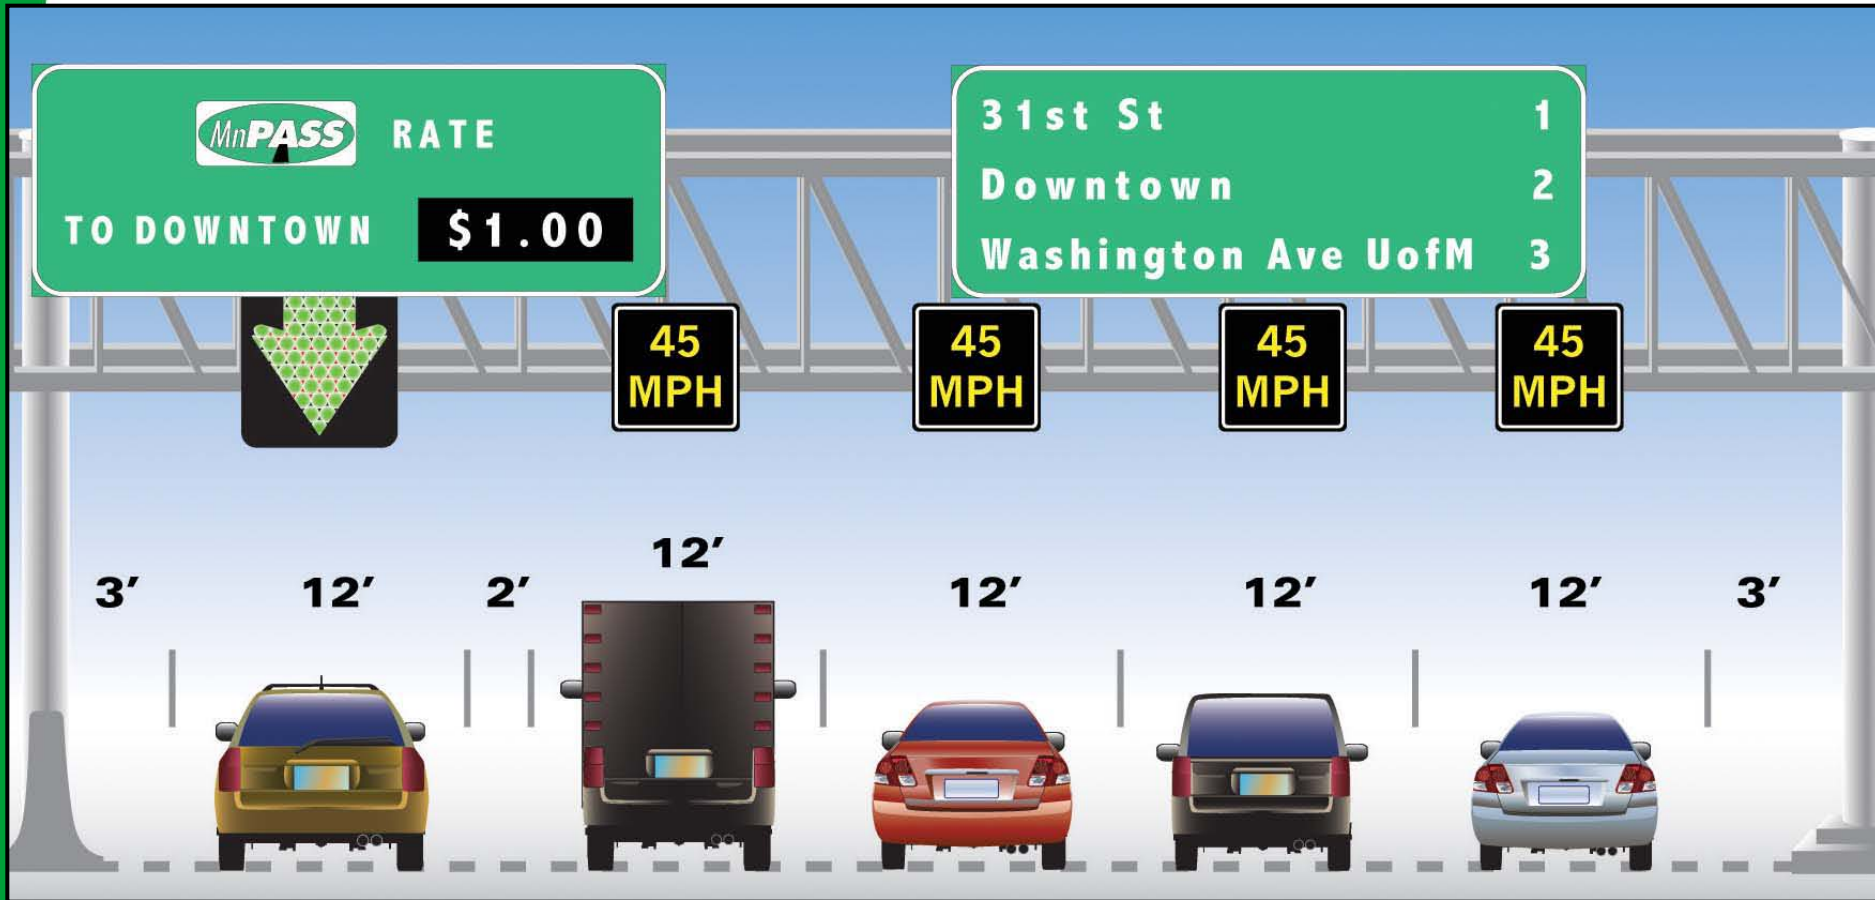 MnPASS RATE
TO DOWNTOWN $1.00
31st St 1
Downtown 2
Washington Ave UofM 3
45
MPH
45
MPH
45
MPH
45
MPH
3′ 12′ 2′ 12′ 12′ 12′ 12′ 3′